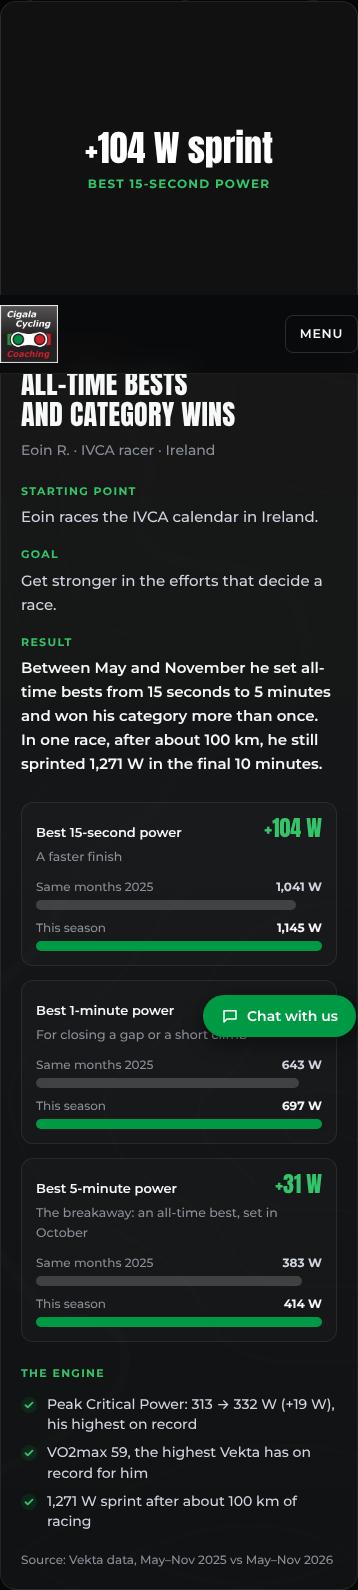 +104 W sprint
BEST 15-SECOND POWER
Cigala
Cycling
Coaching
MENU
ALL-TIME BESTS
AND CATEGORY WINS
Eoin R. · IVCA racer · Ireland
STARTING POINT
Eoin races the IVCA calendar in Ireland.
GOAL
Get stronger in the efforts that decide a
race.
RESULT
Between May and November he set all-
time bests from 15 seconds to 5 minutes
and won his category more than once.
In one race, after about 100 km, he still
sprinted 1,271 W in the final 10 minutes.
Best 15-second power
+104 W
A faster finish
Same months 2025
1,041 W
This season
1,145 W
Best 1-minute power
Chat with us
For closing a gap or a short
Same months 2025
643 W
This season
697 W
Best 5-minute power
+31 W
The breakaway: an all-time best, set in
October
Same months 2025
383 W
This season
414 W
THE ENGINE
Peak Critical Power: 313 → 332 W (+19 W),
his highest on record
VO2max 59, the highest Vekta has on
record for him
1,271 W sprint after about 100 km of
racing
Source: Vekta data, May–Nov 2025 vs May–Nov 2026